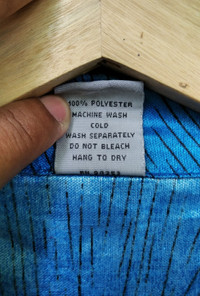 100% POLYESTER
MACHINE WASH
COLD
WASH SEPARATELY
DO NOT BLEACH
HANG TO DRY